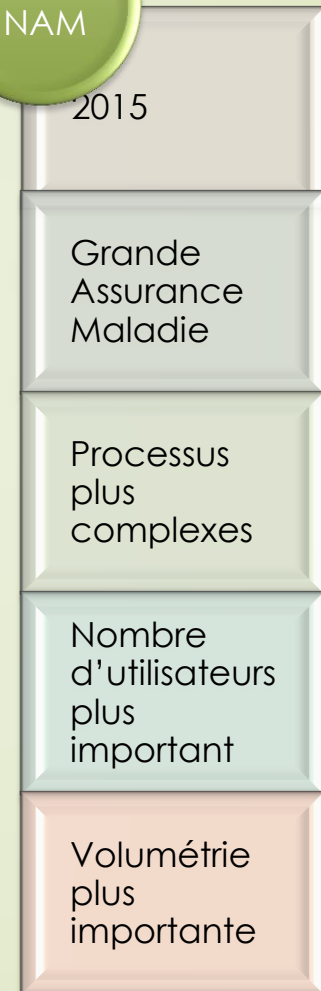 NAM
2015
Grande
Assurance
Maladie
Processus
plus
complexes
Nombre
d’utilisateurs
plus
important
Volumétrie
plus
importante